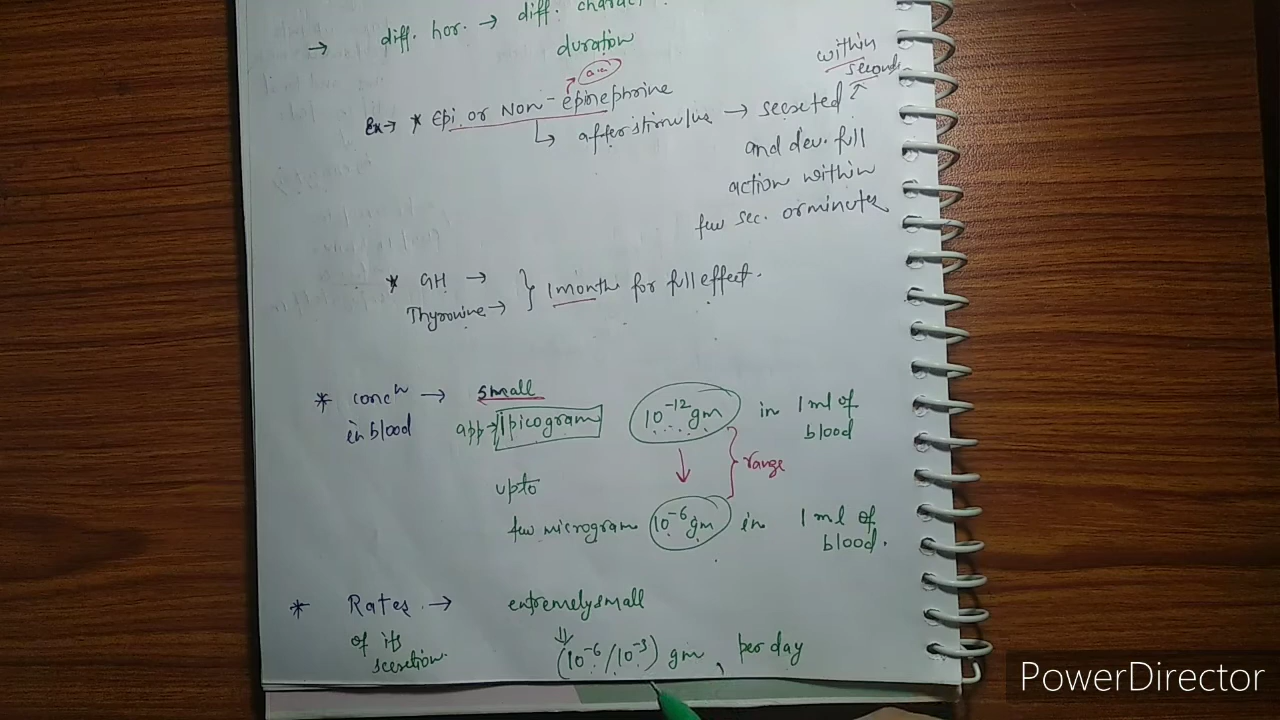 → diff. hor. → diff. charact.
duration
within
seconds
Ex→ * Epi. or Non-epinephrine
↳ after stimulus → secreted
and dev. full
action within
few sec. or minutes
* GH →
Thyroxine → } 1 month for full effect.
* concn → small
in blood app→ 1 picogram 10⁻¹² gm in 1 ml of
blood
range
upto
few microgram 10⁻⁶ gm in 1 ml of
blood.
* Rates → extremely small
of its
secretion. (10⁻⁶/10⁻³) gm, per day
PowerDirector